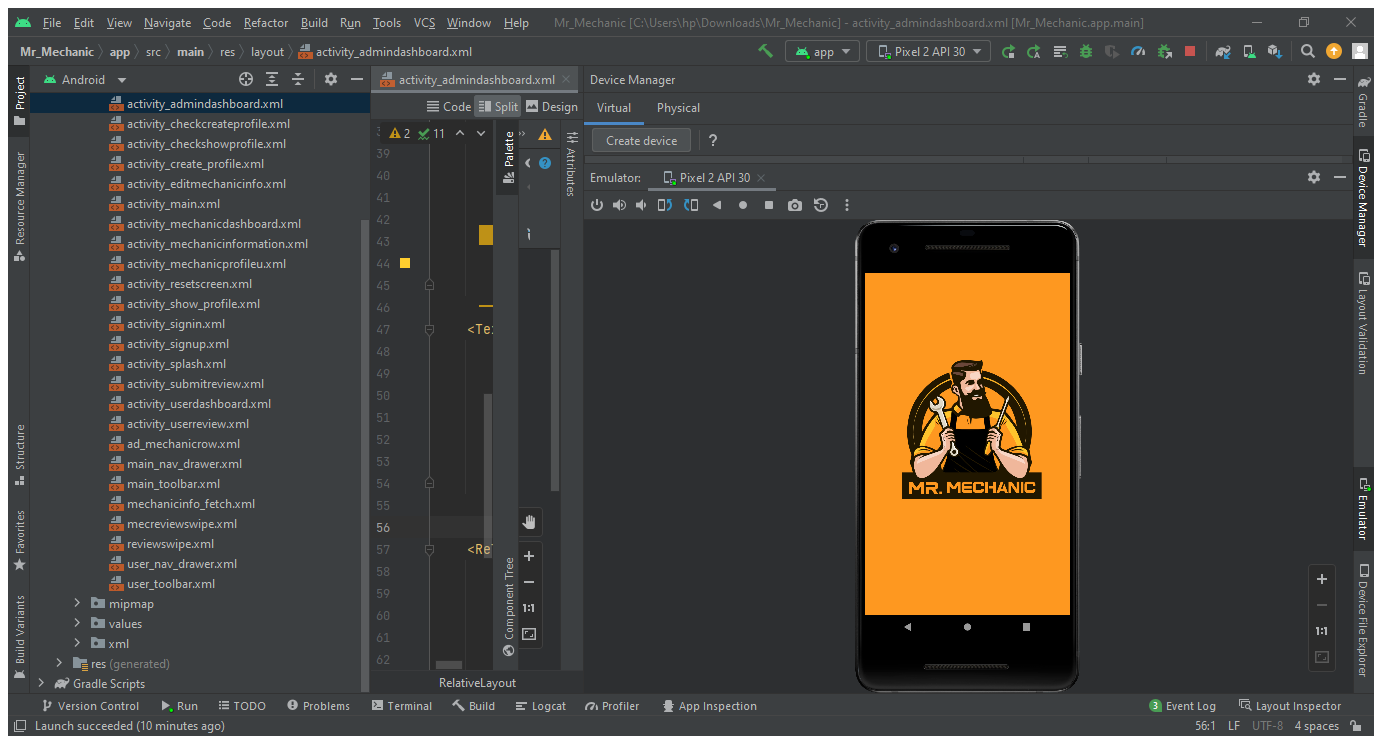 File Edit View Navigate Code Refactor Build Run Tools VCS Window Help Mr_Mechanic [C:\Users\hp\Downloads\Mr_Mechanic] - activity_admindashboard.xml [Mr_Mechanic.app.main]
Mr_Mechanic app src main res layout activity_admindashboard.xml app Pixel 2 API 30
Project
Resource Manager
Structure
Favorites
Build Variants
Android
activity_admindashboard.xml
activity_checkcreateprofile.xml
activity_checkshowprofile.xml
activity_create_profile.xml
activity_editmechanicinfo.xml
activity_main.xml
activity_mechanicdashboard.xml
activity_mechanicinformation.xml
activity_mechanicprofileu.xml
activity_resetscreen.xml
activity_show_profile.xml
activity_signin.xml
activity_signup.xml
activity_splash.xml
activity_submitreview.xml
activity_userdashboard.xml
activity_userreview.xml
ad_mechanicrow.xml
main_nav_drawer.xml
main_toolbar.xml
mechanicinfo_fetch.xml
mecreviewswipe.xml
reviewswipe.xml
user_nav_drawer.xml
user_toolbar.xml
mipmap
values
xml
res (generated)
Gradle Scripts
activity_admindashboard.xml
Code Split Design
2 11
39
40
41
42
43
44
45
46
47 <Te
48
49
50
51
52
53
54
55
56
57 <Re
58
59
60
61
62
Palette
Component Tree
Attributes
1:1
RelativeLayout
Device Manager
Virtual Physical
Create device ?
Emulator: Pixel 2 API 30
MR. MECHANIC
1:1
Gradle
Device Manager
Layout Validation
Emulator
Device File Explorer
Version Control Run TODO Problems Terminal Build Logcat Profiler App Inspection 3 Event Log Layout Inspector
Launch succeeded (10 minutes ago) 56:1 LF UTF-8 4 spaces